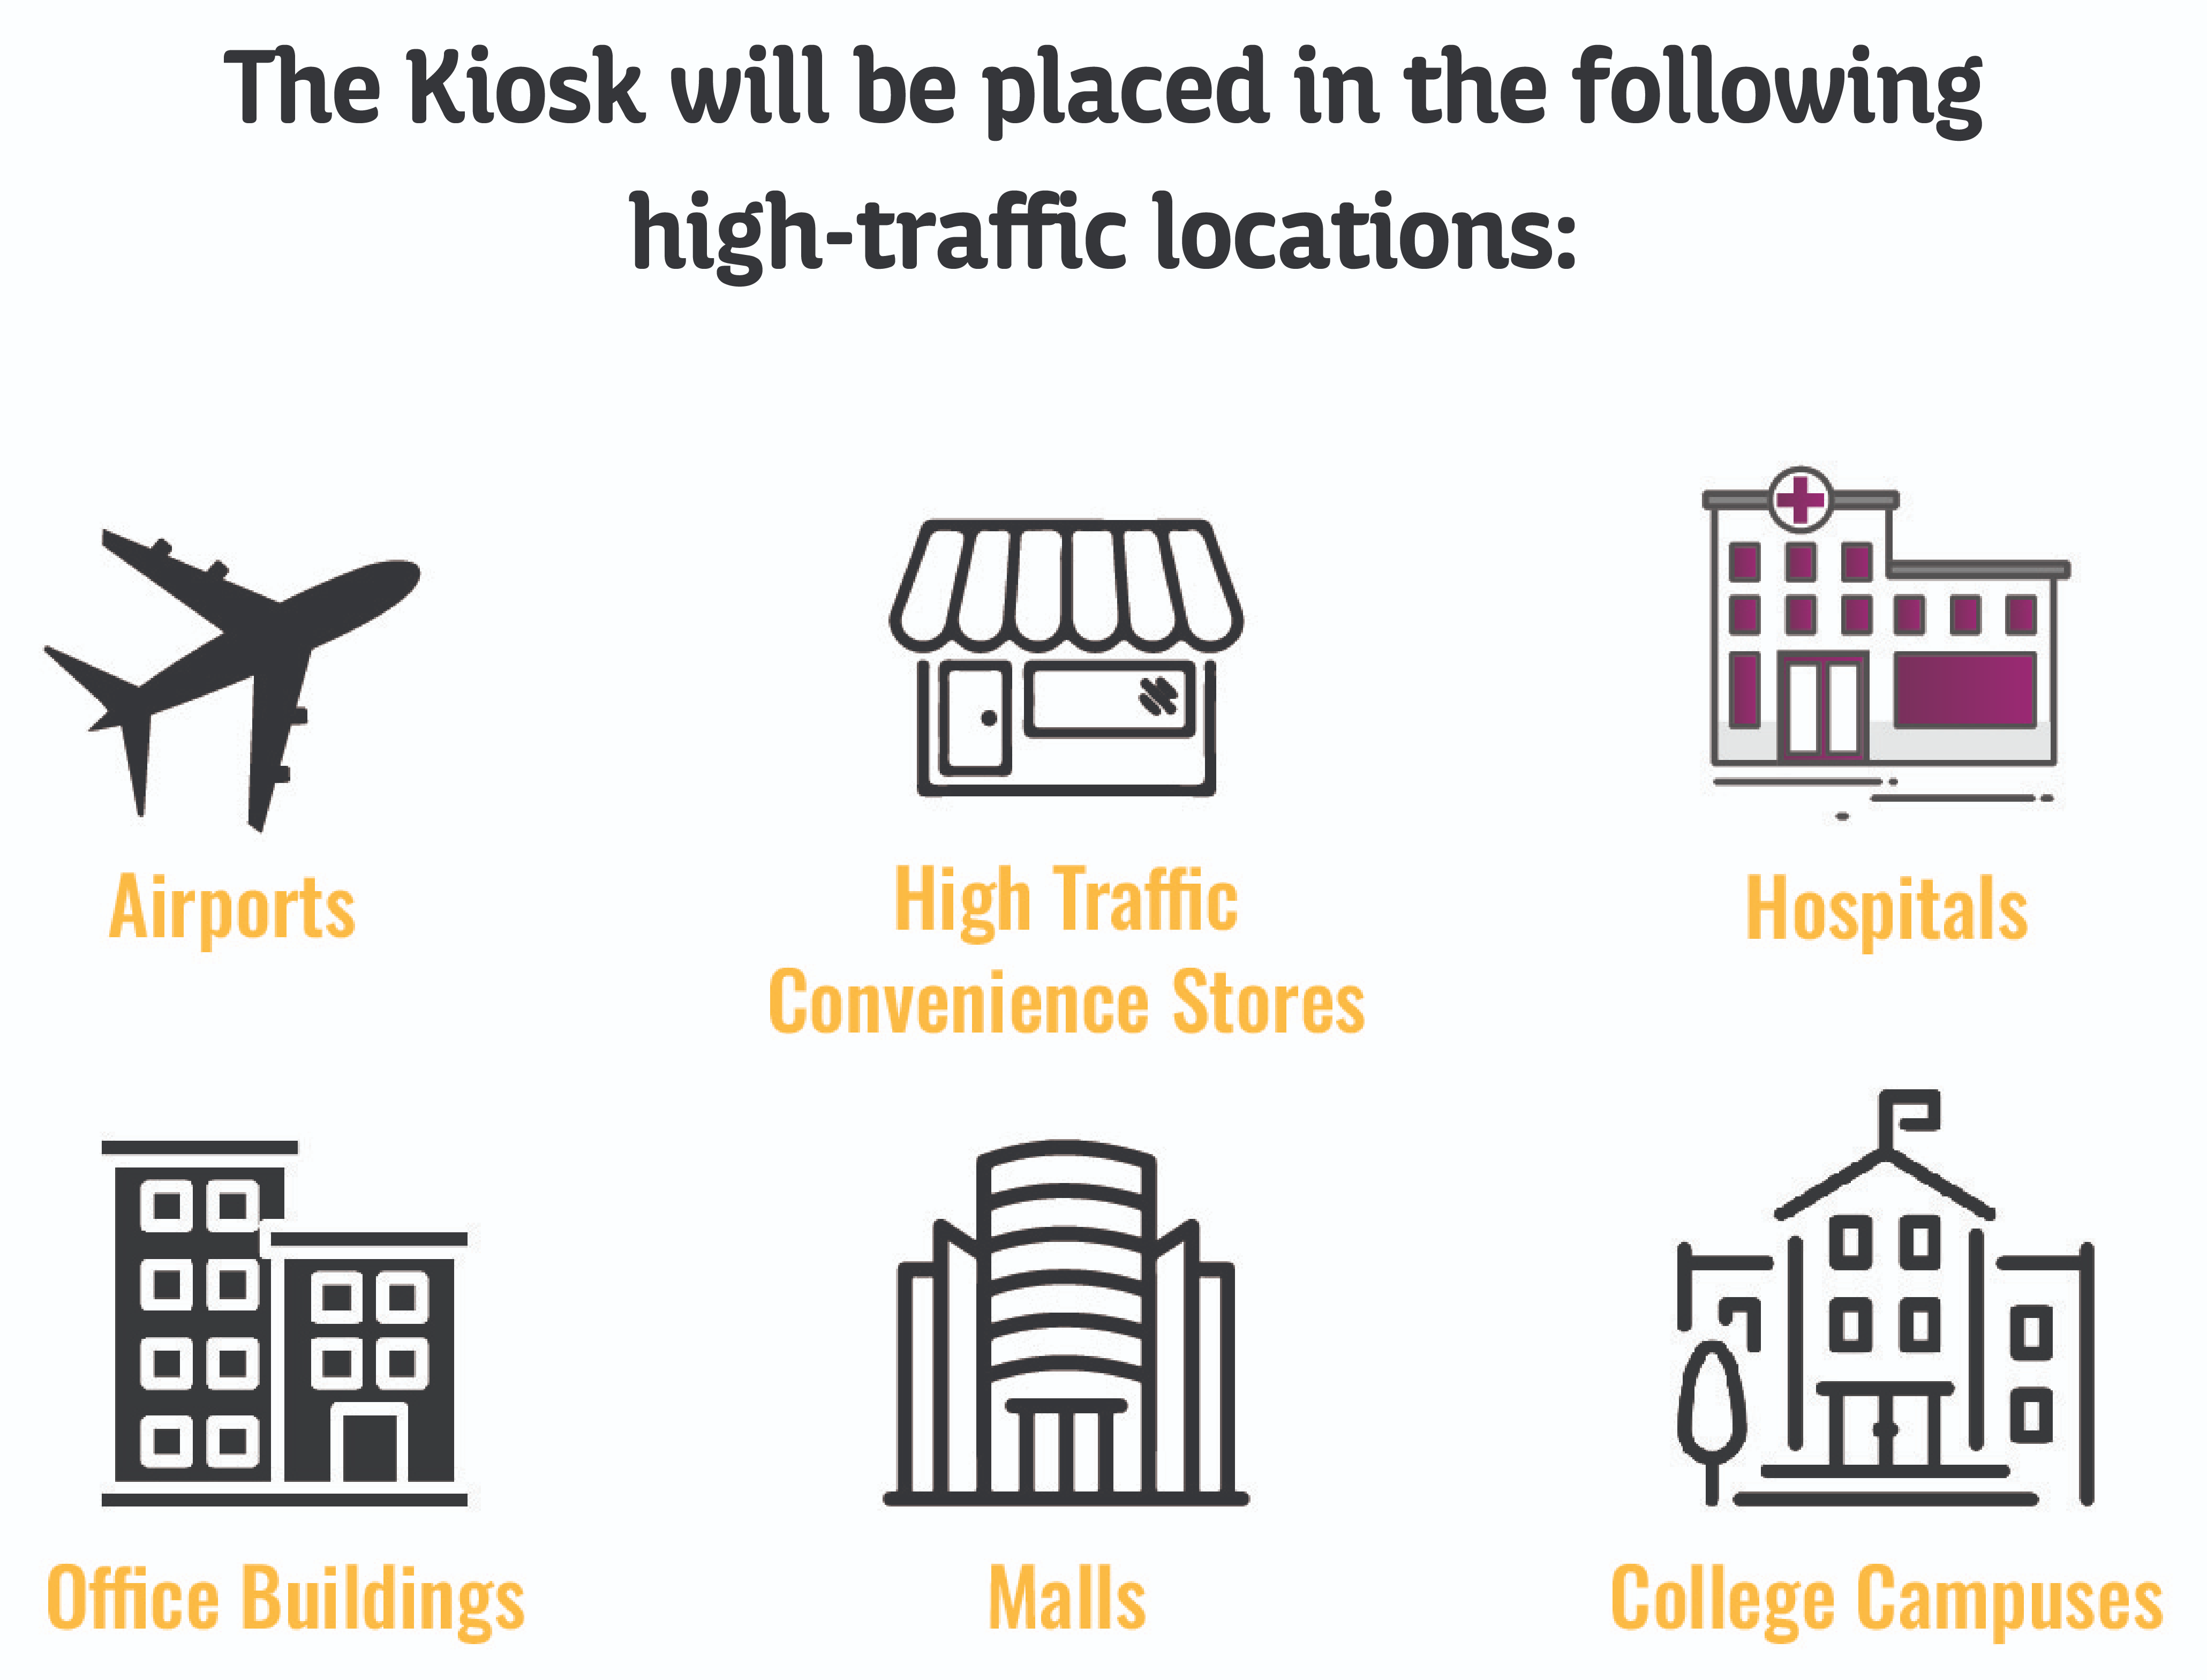 The Kiosk will be placed in the following
high-traffic locations:
Airports
High Traffic
Convenience Stores
Hospitals
Office Buildings
Malls
College Campuses